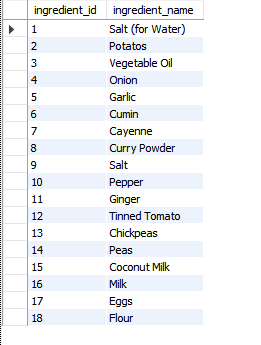 ingredient_id ingredient_name
1 Salt (for Water)
2 Potatos
3 Vegetable Oil
4 Onion
5 Garlic
6 Cumin
7 Cayenne
8 Curry Powder
9 Salt
10 Pepper
11 Ginger
12 Tinned Tomato
13 Chickpeas
14 Peas
15 Coconut Milk
16 Milk
17 Eggs
18 Flour